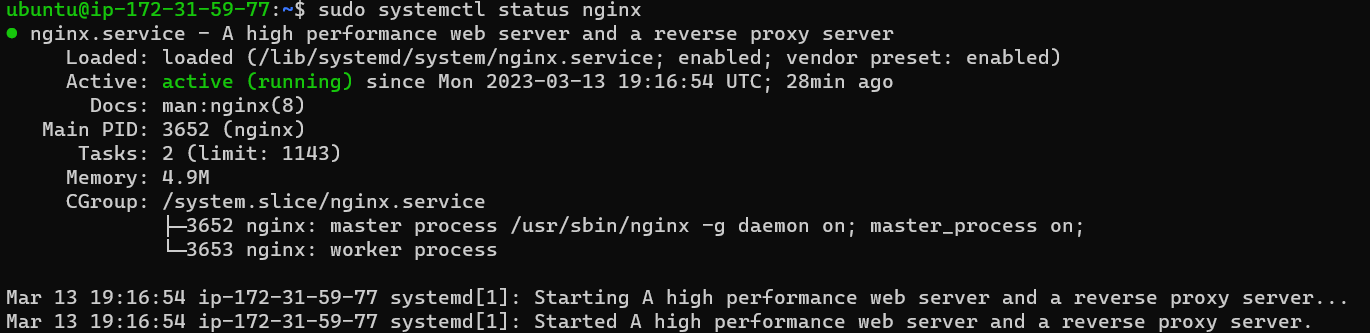 ubuntu@ip-172-31-59-77:~$ sudo systemctl status nginx
● nginx.service - A high performance web server and a reverse proxy server
     Loaded: loaded (/lib/systemd/system/nginx.service; enabled; vendor preset: enabled)
     Active: active (running) since Mon 2023-03-13 19:16:54 UTC; 28min ago
       Docs: man:nginx(8)
   Main PID: 3652 (nginx)
      Tasks: 2 (limit: 1143)
     Memory: 4.9M
     CGroup: /system.slice/nginx.service
             ├─3652 nginx: master process /usr/sbin/nginx -g daemon on; master_process on;
             └─3653 nginx: worker process

Mar 13 19:16:54 ip-172-31-59-77 systemd[1]: Starting A high performance web server and a reverse proxy server...
Mar 13 19:16:54 ip-172-31-59-77 systemd[1]: Started A high performance web server and a reverse proxy server.